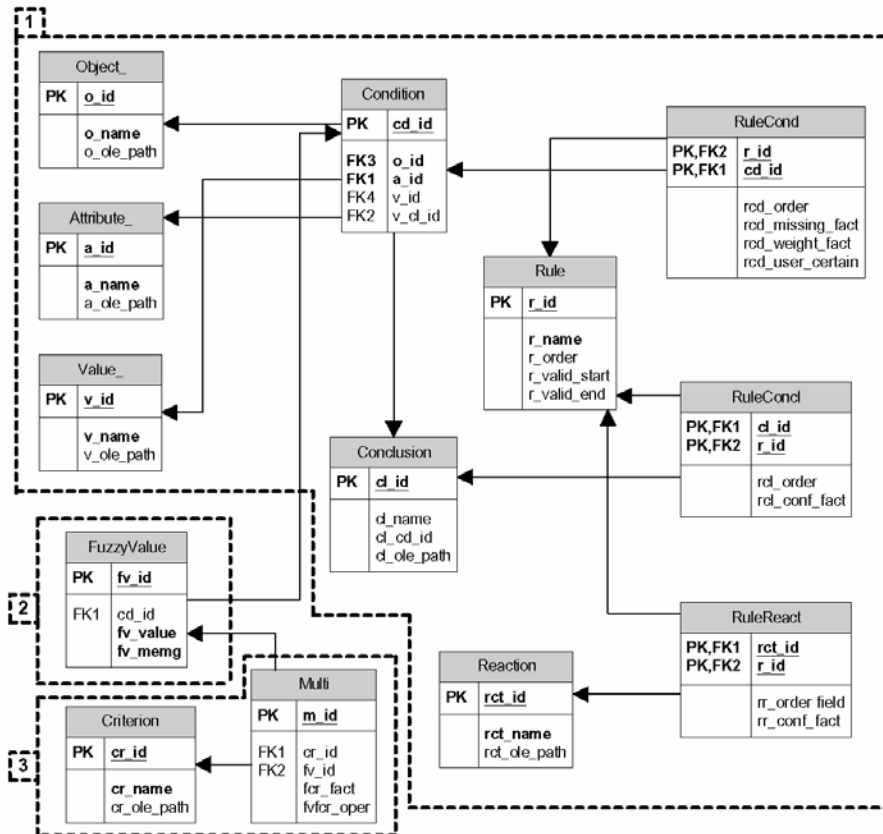 1
Object_
PK o_id
o_name
o_ole_path
Attribute_
PK a_id
a_name
a_ole_path
Value_
PK v_id
v_name
v_ole_path
Condition
PK cd_id
FK3 o_id
FK1 a_id
FK4 v_id
FK2 v_cl_id
RuleCond
PK,FK2 r_id
PK,FK1 cd_id
rcd_order
rcd_missing_fact
rcd_weight_fact
rcd_user_certain
Rule
PK r_id
r_name
r_order
r_valid_start
r_valid_end
RuleConcl
PK,FK1 cl_id
PK,FK2 r_id
rcl_order
rcl_conf_fact
Conclusion
PK cl_id
cl_name
cl_cd_id
cl_ole_path
2
FuzzyValue
PK fv_id
FK1 cd_id
fv_value
fv_memg
RuleReact
PK,FK1 rct_id
PK,FK2 r_id
rr_order field
rr_conf_fact
Reaction
PK rct_id
rct_name
rct_ole_path
3
Criterion
PK cr_id
cr_name
cr_ole_path
Multi
PK m_id
FK1 cr_id
FK2 fv_id
fcr_fact
fvfcr_oper